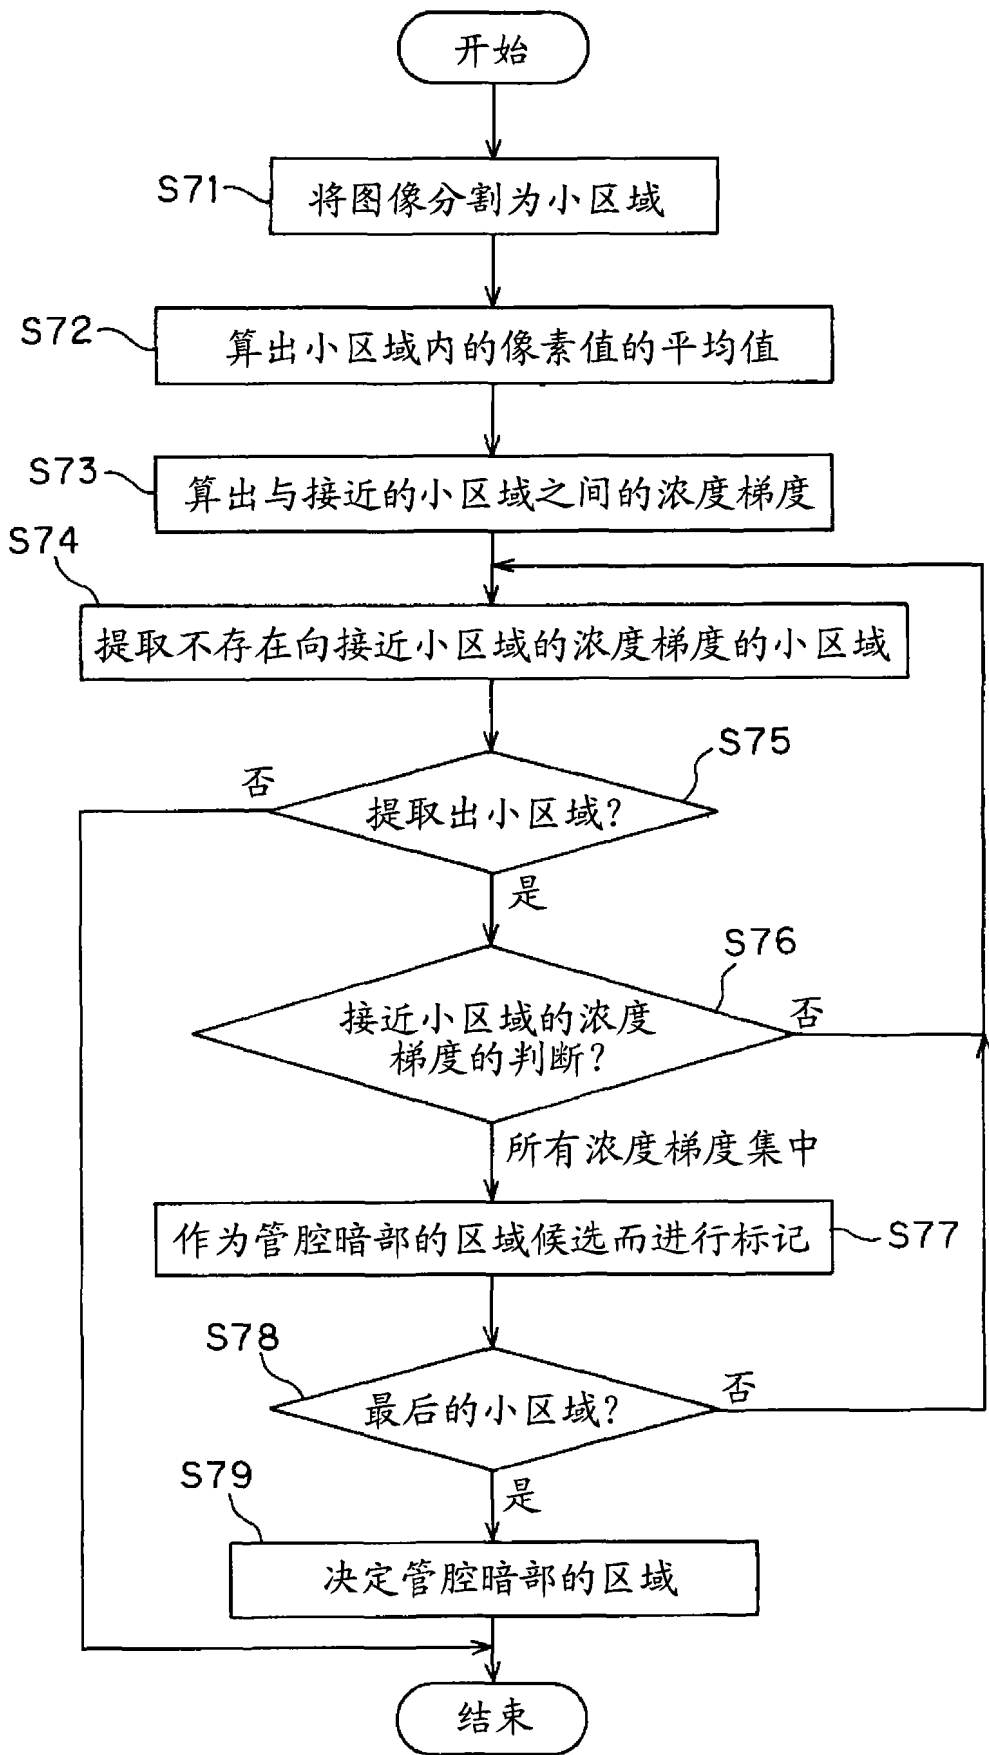 开始
S71
将图像分割为小区域
S72
算出小区域内的像素值的平均值
S73
算出与接近的小区域之间的浓度梯度
S74
提取不存在向接近小区域的浓度梯度的小区域
S75
否
提取出小区域?
是
S76
接近小区域的浓度
梯度的判断?
否
所有浓度梯度集中
作为管腔暗部的区域候选而进行标记
S77
S78
最后的小区域?
否
S79
是
决定管腔暗部的区域
结束